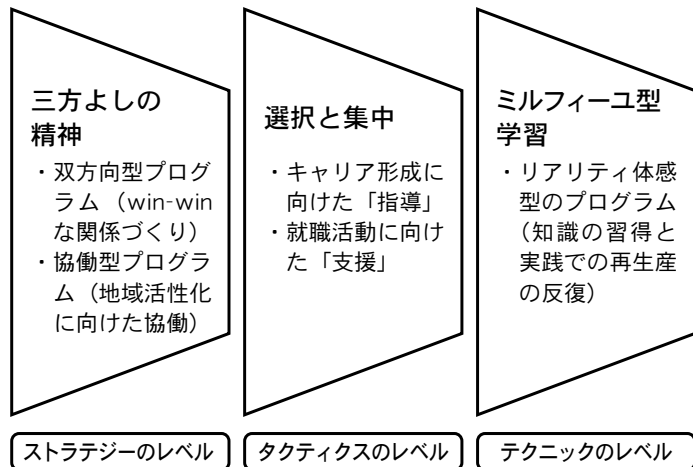 三方よしの
精神
・双方向型プログ
ラム（win-win
な関係づくり）
・協働型プログラ
ム（地域活性化
に向けた協働）
ストラテジーのレベル
選択と集中
・キャリア形成に
向けた「指導」
・就職活動に向け
た「支援」
タクティクスのレベル
ミルフィーユ型
学習
・リアリティ体感
型のプログラム
（知識の習得と
実践での再生産
の反復）
テクニックのレベル